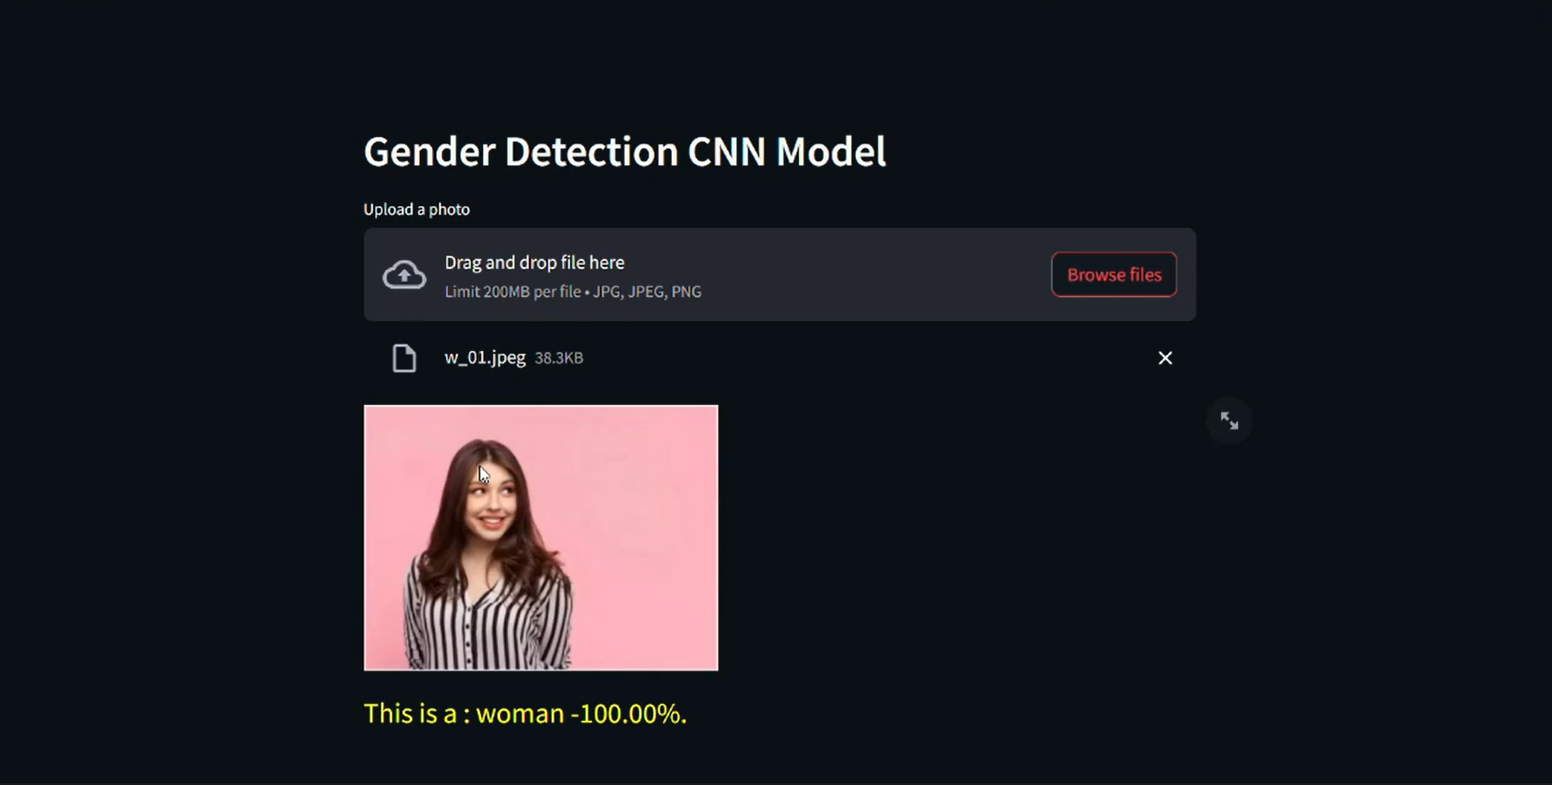 Gender Detection CNN Model
Upload a photo
Drag and drop file here
Browse files
Limit 200MB per file • JPG, JPEG, PNG
w_01.jpeg 38.3KB
This is a : woman -100.00%.